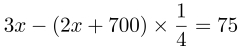 3x − (2x + 700) × 1/4 = 75